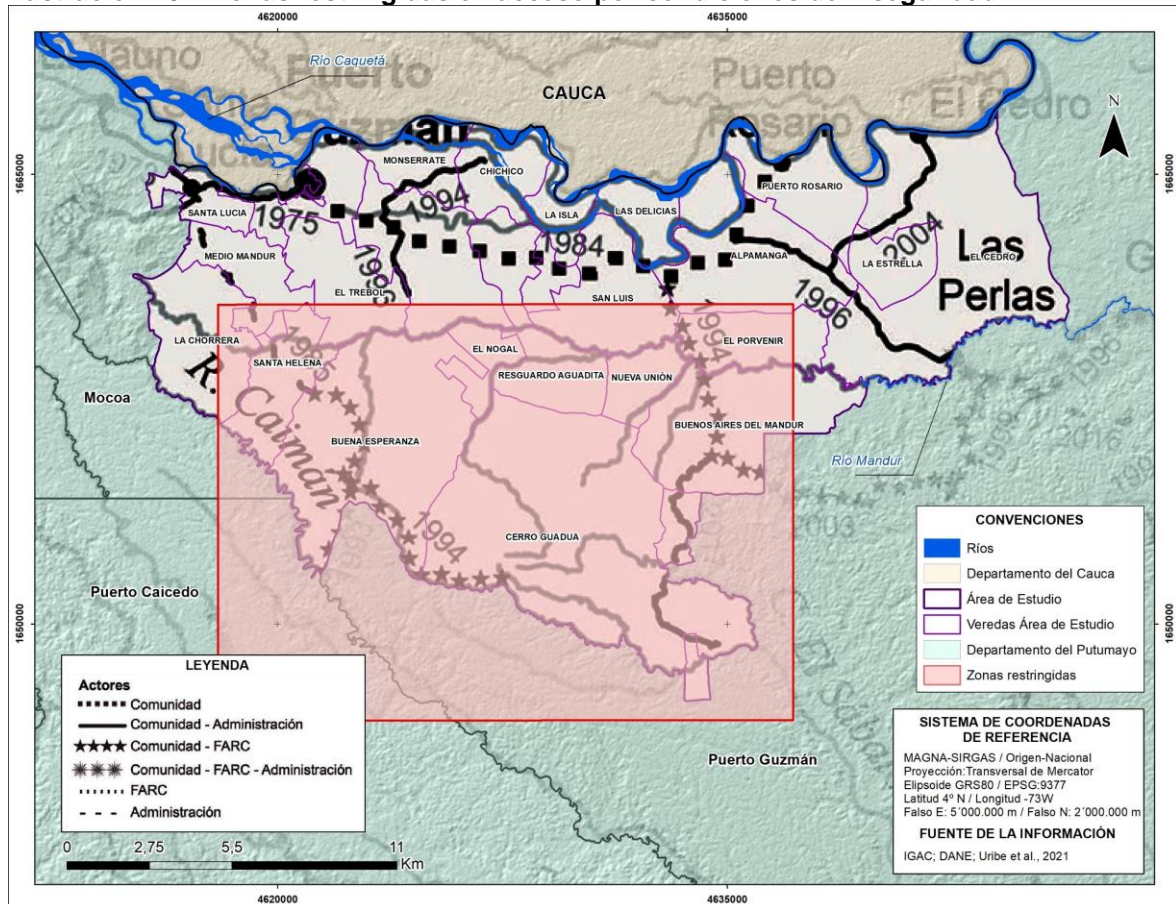 4620000
4635000
Río Caquetá
CAUCA
Puerto
Guzmán
Puerto
Rosario
El Cedro
N
1665000
1665000
MONSERRATE
CHICHICO
PUERTO ROSARIO
SANTA LUCIA
1975
1994
LA ISLA
LAS DELICIAS
1984
2004
Las
Perlas
MEDIO MANDUR
ALPAMANGA
LA ESTRELLA
EL CEDRO
EL TREBOL
SAN LUIS
1996
1994
LA CHORRERA
SANTA HELENA
EL NOGAL
EL PORVENIR
R.
Caimán
RESGUARDO AGUADITA
NUEVA UNIÓN
Mocoa
BUENA ESPERANZA
BUENOS AIRES DEL MANDUR
Río Mandur
1994
CERRO GUADUA
Puerto Caicedo
1650000
1650000
Puerto Guzmán
CONVENCIONES
Ríos
Departamento del Cauca
Área de Estudio
Veredas Área de Estudio
Departamento del Putumayo
Zonas restringidas
LEYENDA
Actores
Comunidad
Comunidad - Administración
Comunidad - FARC
Comunidad - FARC - Administración
FARC
Administración
SISTEMA DE COORDENADAS
DE REFERENCIA
MAGNA-SIRGAS / Origen-Nacional
Proyección:Transversal de Mercator
Elipsoide GRS80 / EPSG:9377
Latitud 4º N / Longitud -73W
Falso E: 5´000.000 m / Falso N: 2´000.000 m
FUENTE DE LA INFORMACIÓN
IGAC; DANE; Uribe et al., 2021
0 2,75 5,5 11
Km
4620000
4635000